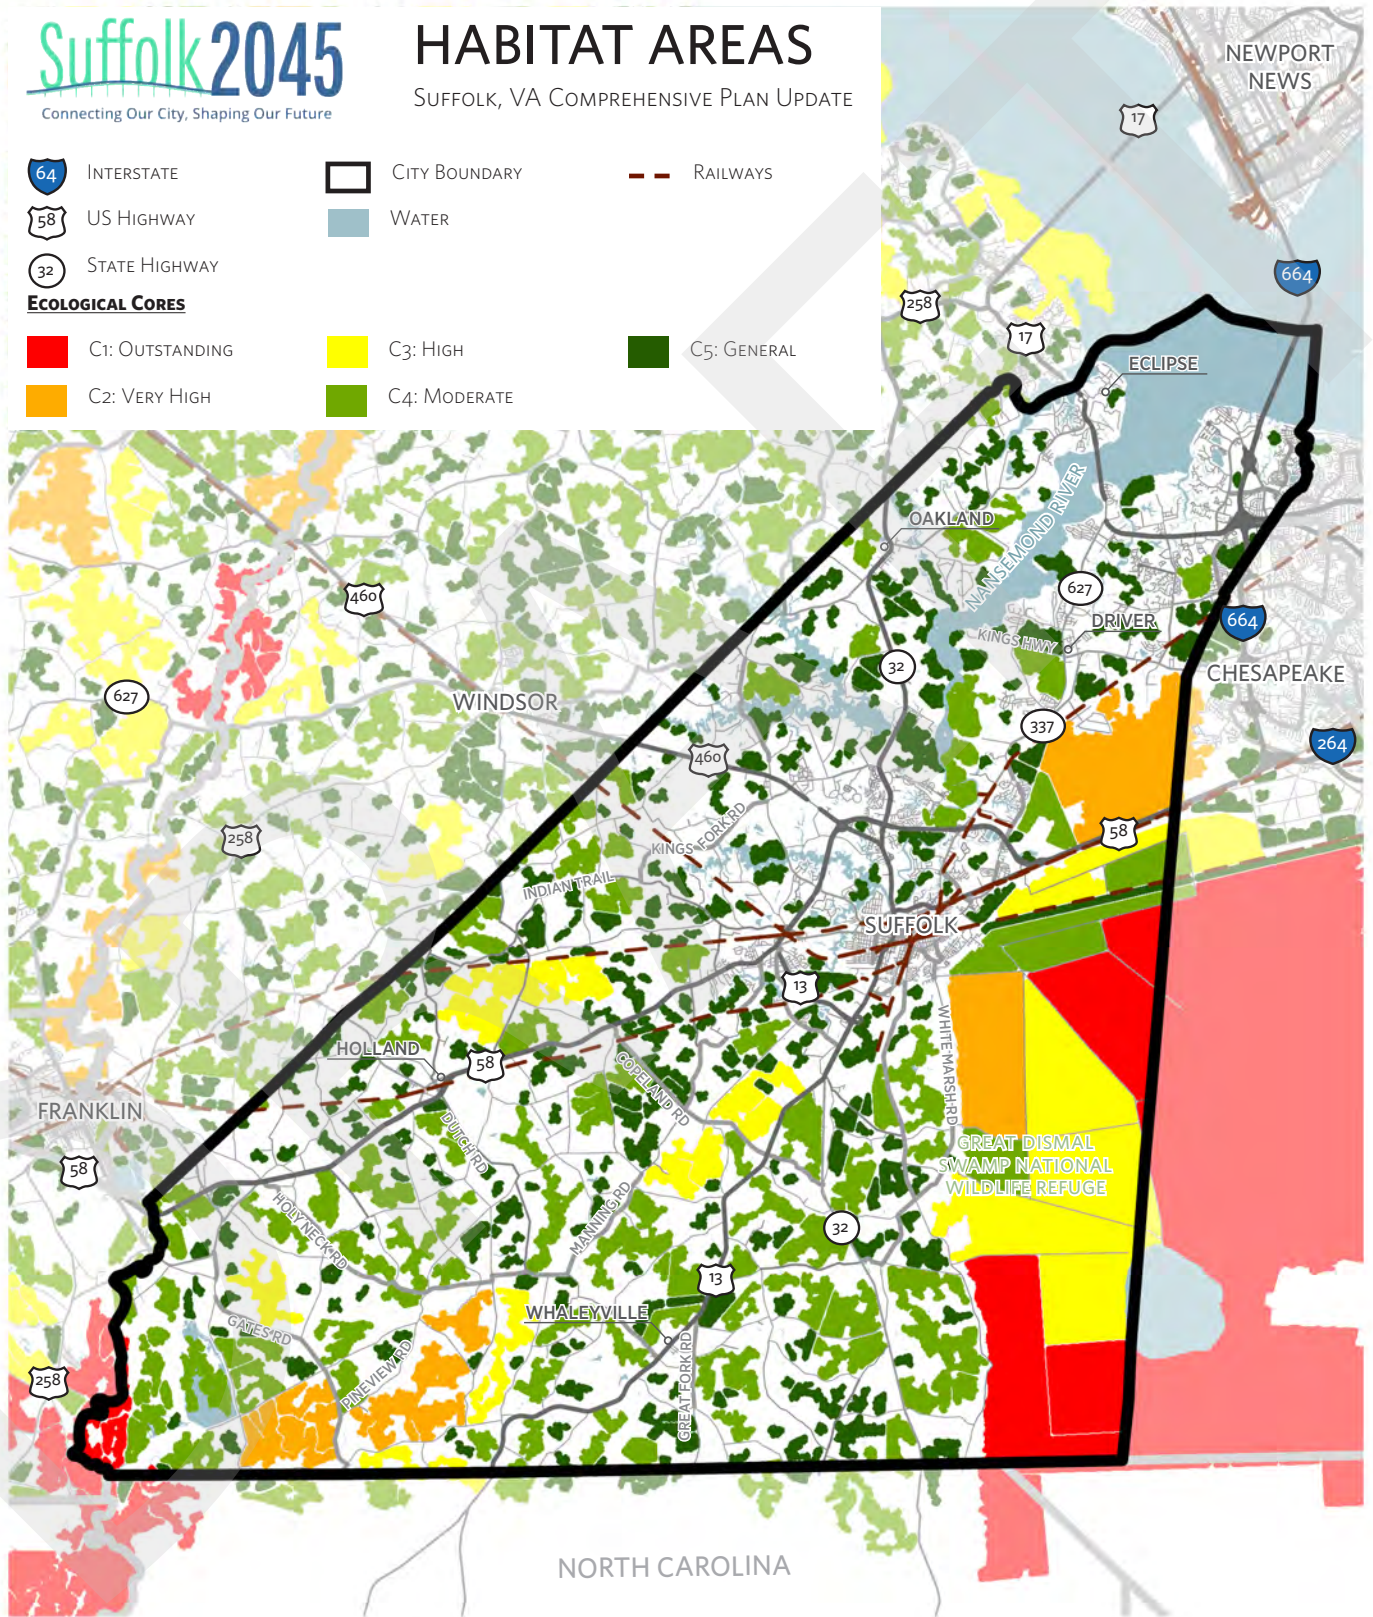 Suffolk 2045
Connecting Our City, Shaping Our Future
HABITAT AREAS
Suffolk, VA Comprehensive Plan Update
64 Interstate
City Boundary
Railways
58 US Highway
Water
32 State Highway
Ecological Cores
C1: Outstanding
C3: High
C5: General
C2: Very High
C4: Moderate
NEWPORT
NEWS
17
664
258
17
ECLIPSE
OAKLAND
NANSEMOND RIVER
460
627
DRIVER
664
KINGS HWY
32
CHESAPEAKE
627
WINDSOR
337
264
460
258
58
KINGS FORK RD
INDIAN TRAIL
SUFFOLK
13
WHITE MARSH RD
HOLLAND
58
COPELAND RD
FRANKLIN
DUTCH RD
GREAT DISMAL
SWAMP NATIONAL
WILDLIFE REFUGE
58
HOLY NECK RD
MANNING RD
32
13
WHALEYVILLE
GATES RD
PINEVIEW RD
GREAT FORK RD
258
NORTH CAROLINA